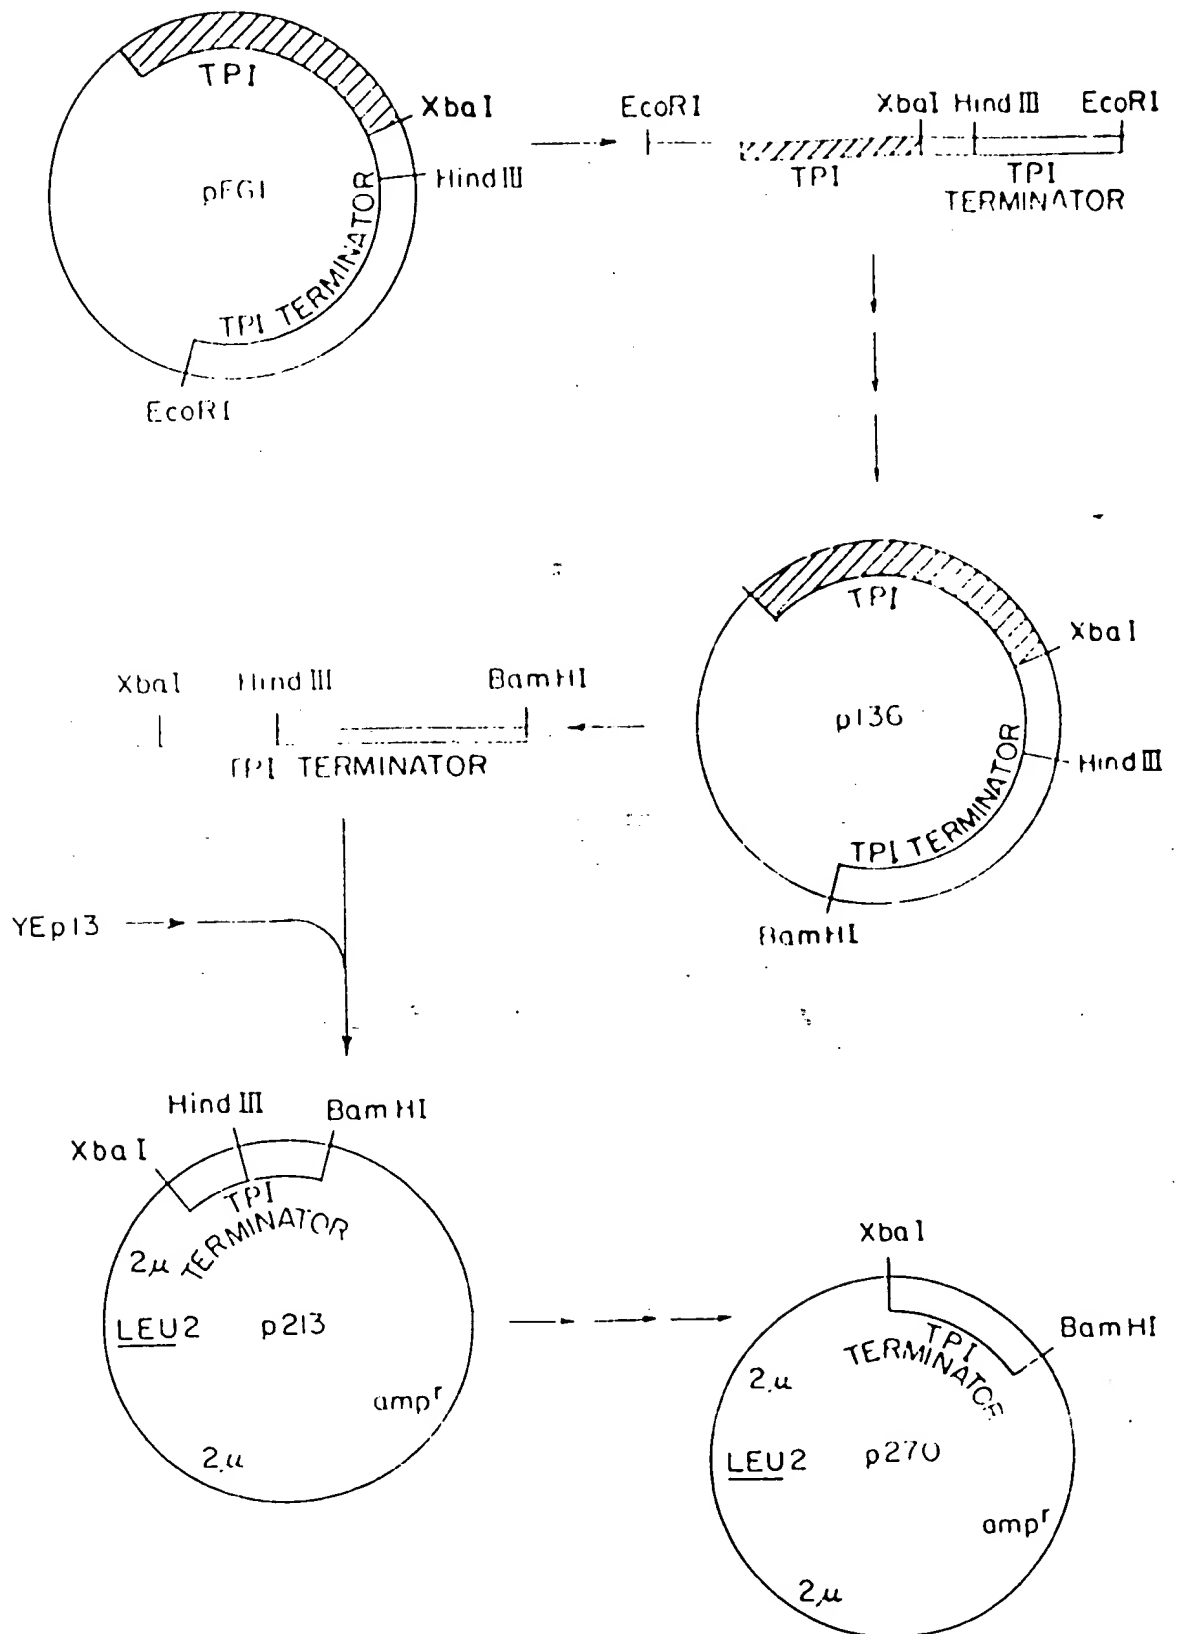 TPI
XbaI
HindIII
pFG1
TPI TERMINATOR
EcoRI
EcoRI
XbaI HindIII EcoRI
TPI
TPI
TERMINATOR
TPI
XbaI
p136
HindIII
TPI TERMINATOR
BamHI
XbaI HindIII BamHI
TPI TERMINATOR
YEp13
HindIII
BamHI
XbaI
TPI
TERMINATOR
2µ
LEU2 p213
ampʳ
2µ
XbaI
BamHI
TPI
TERMINATOR
2µ
LEU2 p270
ampʳ
2µ